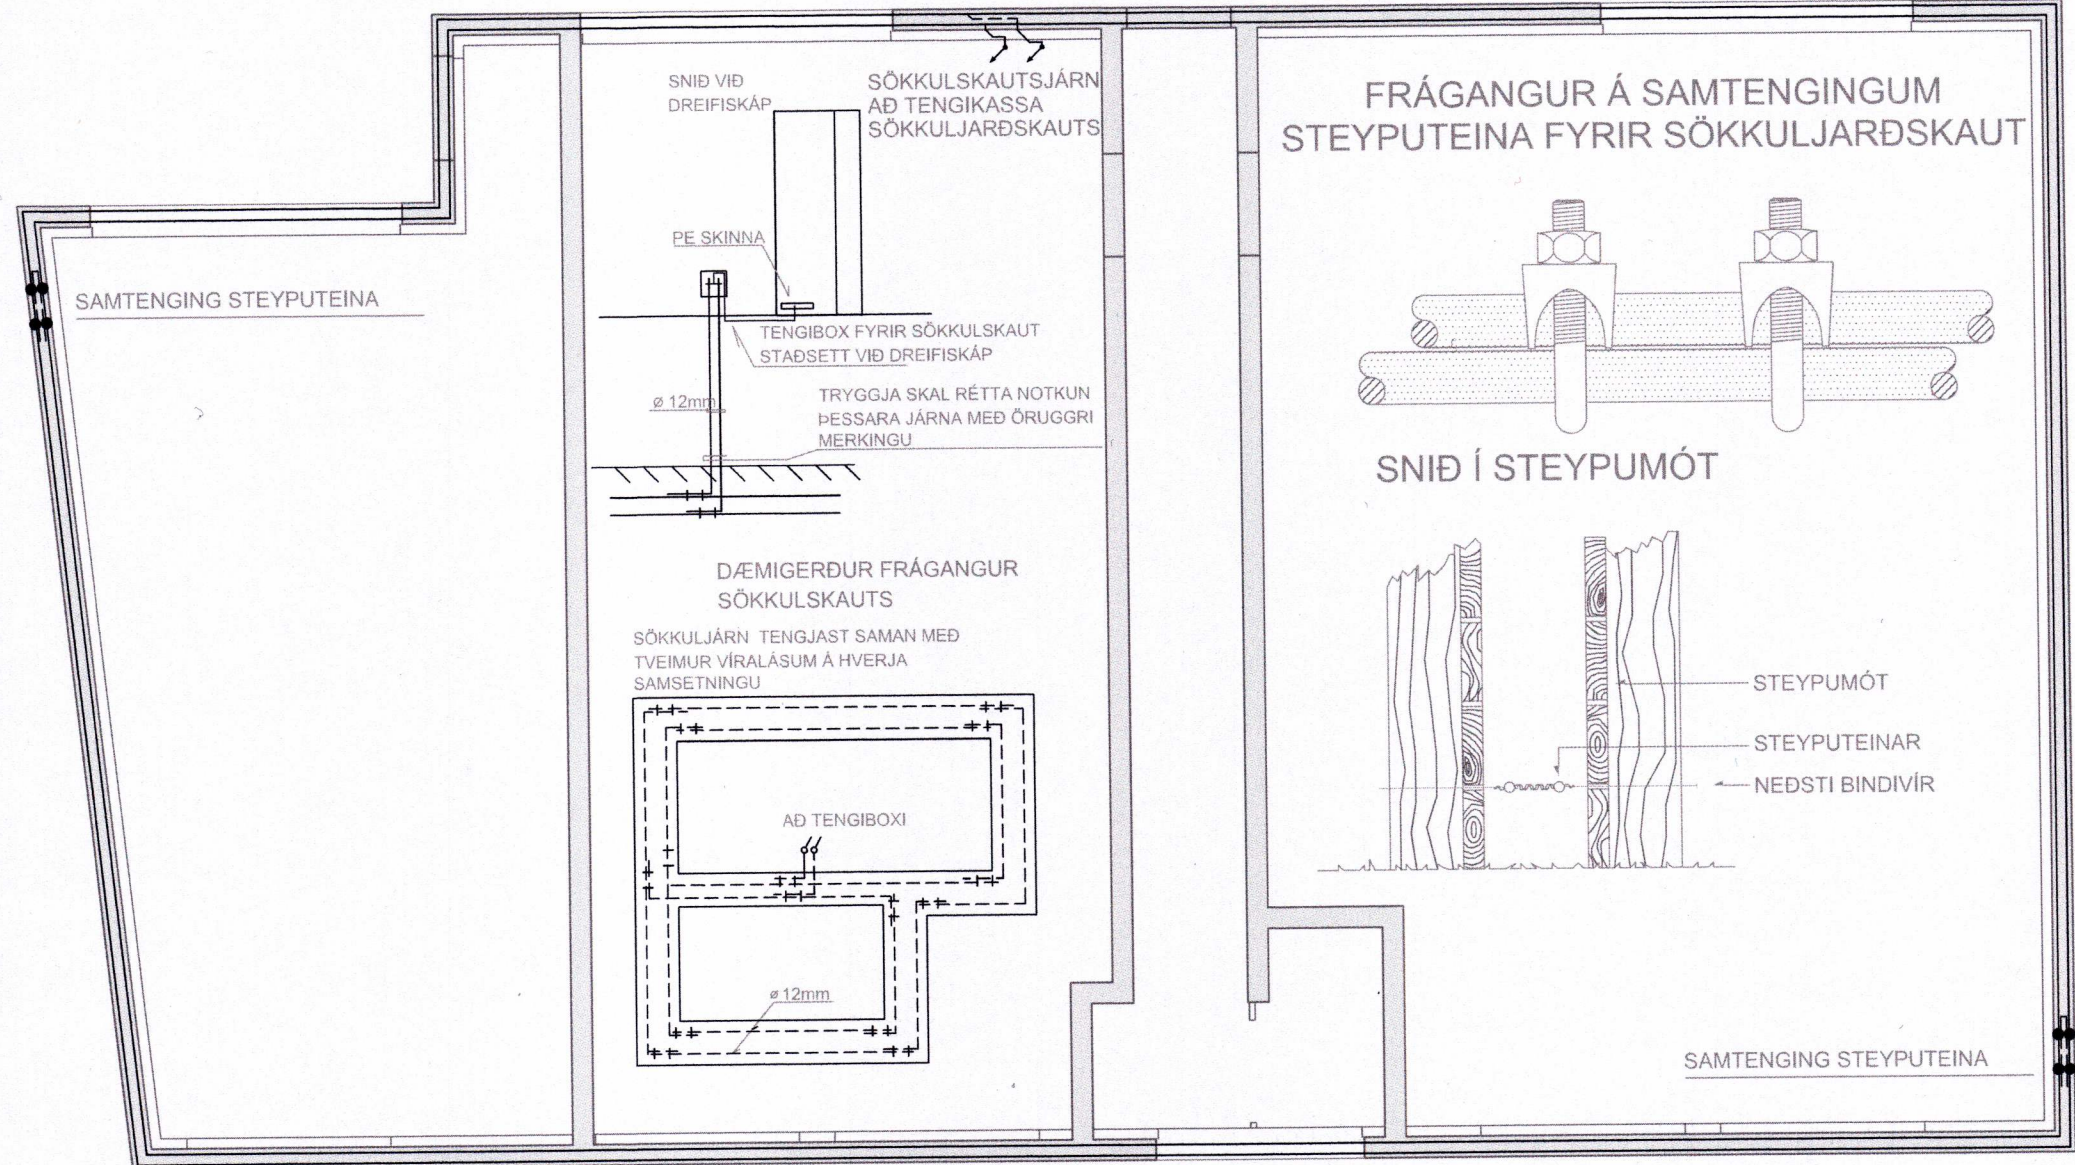 SAMTENGING STEYPUTEINA
SNIÐ VIÐ
DREIFISKÁP
SÖKKULSKAUTSJÁRN
AÐ TENGIKASSA
SÖKKULJARÐSKAUTS
PE SKINNA
TENGIBOX FYRIR SÖKKULSKAUT
STAÐSETT VIÐ DREIFISKÁP
ø 12mm
TRYGGJA SKAL RÉTTA NOTKUN
ÞESSARA JÁRNA MEÐ ÖRUGGRI
MERKINGU
DÆMIGERÐUR FRÁGANGUR
SÖKKULSKAUTS
SÖKKULJÁRN TENGJAST SAMAN MEÐ
TVEIMUR VÍRALÁSUM Á HVERJA
SAMSETNINGU
AÐ TENGIBOXI
ø 12mm
FRÁGANGUR Á SAMTENGINGUM
STEYPUTEINA FYRIR SÖKKULJARÐSKAUT
SNIÐ Í STEYPUMÓT
STEYPUMÓT
STEYPUTEINAR
NEÐSTI BINDIVÍR
SAMTENGING STEYPUTEINA